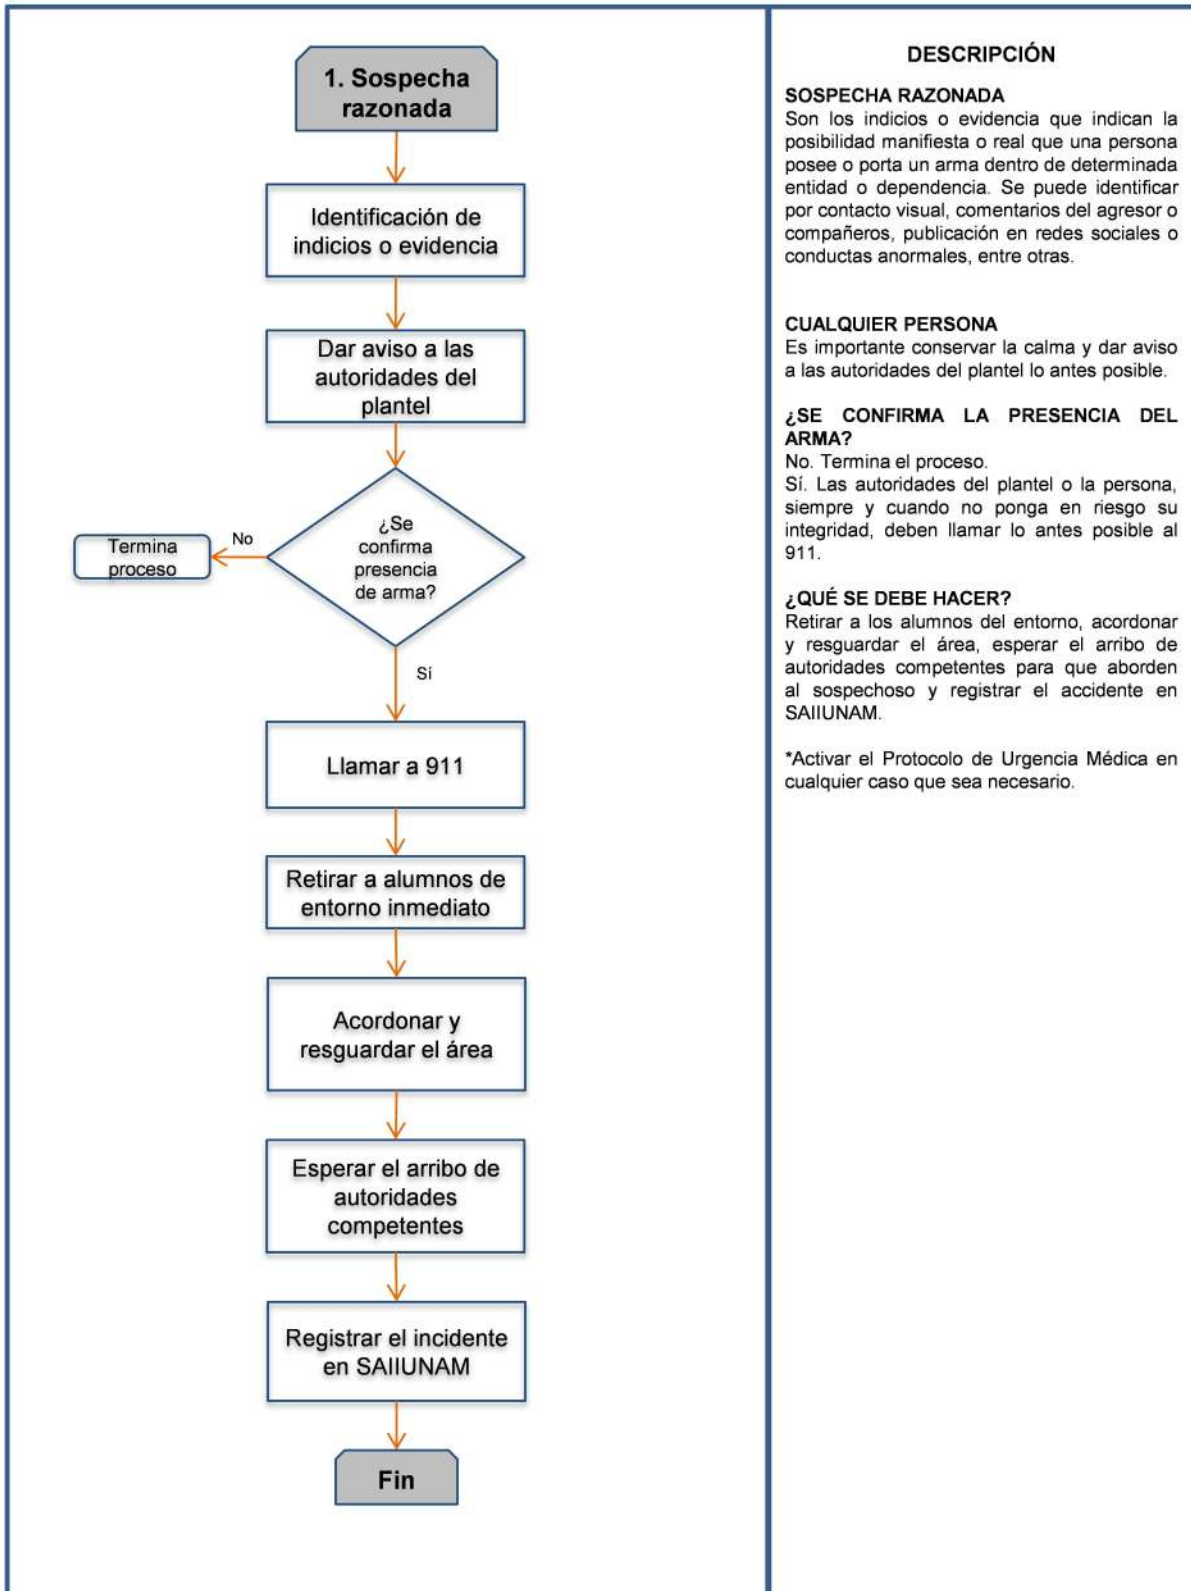 1. Sospecha
razonada
Identificación de
indicios o evidencia
Dar aviso a las
autoridades del
plantel
¿Se
confirma
presencia
de arma?
No
Termina
proceso
Sí
Llamar a 911
Retirar a alumnos de
entorno inmediato
Acordonar y
resguardar el área
Esperar el arribo de
autoridades
competentes
Registrar el incidente
en SAIIUNAM
Fin
DESCRIPCIÓN
SOSPECHA RAZONADA
Son los indicios o evidencia que indican la
posibilidad manifiesta o real que una persona
posee o porta un arma dentro de determinada
entidad o dependencia. Se puede identificar
por contacto visual, comentarios del agresor o
compañeros, publicación en redes sociales o
conductas anormales, entre otras.
CUALQUIER PERSONA
Es importante conservar la calma y dar aviso
a las autoridades del plantel lo antes posible.
¿SE CONFIRMA LA PRESENCIA DEL
ARMA?
No. Termina el proceso.
Sí. Las autoridades del plantel o la persona,
siempre y cuando no ponga en riesgo su
integridad, deben llamar lo antes posible al
911.
¿QUÉ SE DEBE HACER?
Retirar a los alumnos del entorno, acordonar
y resguardar el área, esperar el arribo de
autoridades competentes para que aborden
al sospechoso y registrar el accidente en
SAIIUNAM.
*Activar el Protocolo de Urgencia Médica en
cualquier caso que sea necesario.